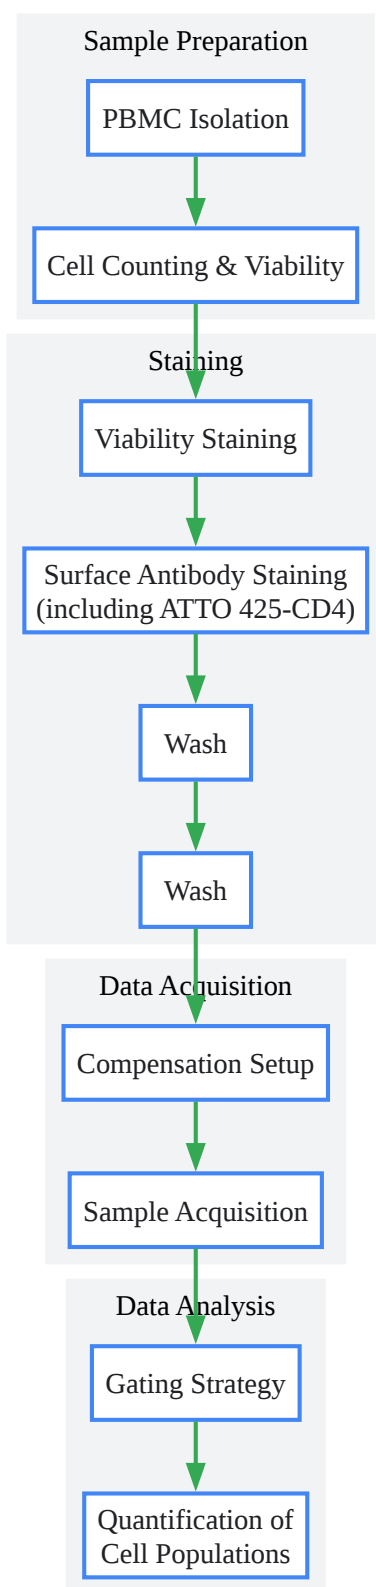 Sample Preparation
PBMC Isolation
Cell Counting & Viability
Staining
Viability Staining
Surface Antibody Staining
(including ATTO 425-CD4)
Wash
Wash
Data Acquisition
Compensation Setup
Sample Acquisition
Data Analysis
Gating Strategy
Quantification of
Cell Populations